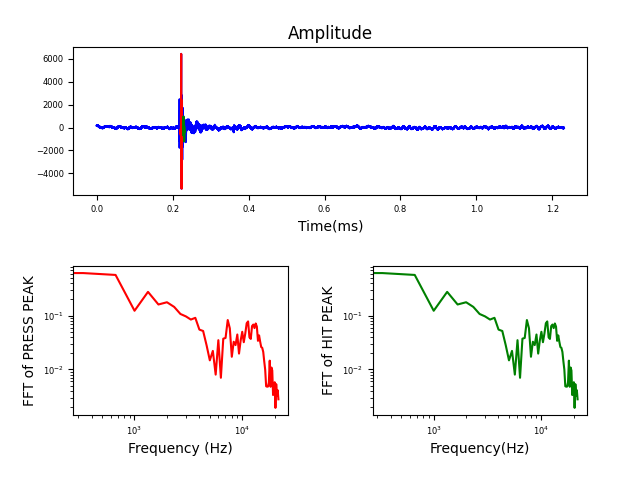 Amplitude
6000
4000
2000
0
−2000
−4000
0.0 0.2 0.4 0.6 0.8 1.0 1.2
Time(ms)
FFT of PRESS PEAK
10⁻¹
10⁻²
10³ 10⁴
Frequency (Hz)
FFT of HIT PEAK
10⁻¹
10⁻²
10³ 10⁴
Frequency(Hz)